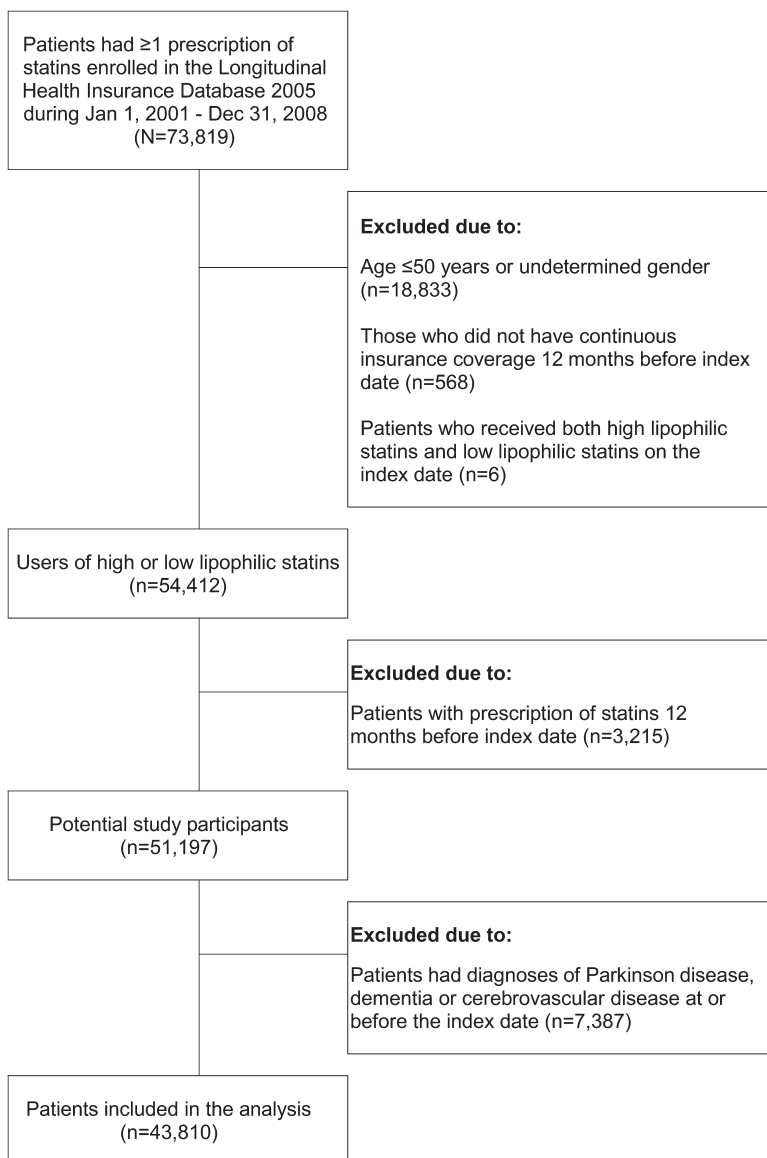 Patients had ≥1 prescription of
statins enrolled in the Longitudinal
Health Insurance Database 2005
during Jan 1, 2001 - Dec 31, 2008
(N=73,819)
Excluded due to:
Age ≤50 years or undetermined gender
(n=18,833)
Those who did not have continuous
insurance coverage 12 months before index
date (n=568)
Patients who received both high lipophilic
statins and low lipophilic statins on the
index date (n=6)
Users of high or low lipophilic statins
(n=54,412)
Excluded due to:
Patients with prescription of statins 12
months before index date (n=3,215)
Potential study participants
(n=51,197)
Excluded due to:
Patients had diagnoses of Parkinson disease,
dementia or cerebrovascular disease at or
before the index date (n=7,387)
Patients included in the analysis
(n=43,810)